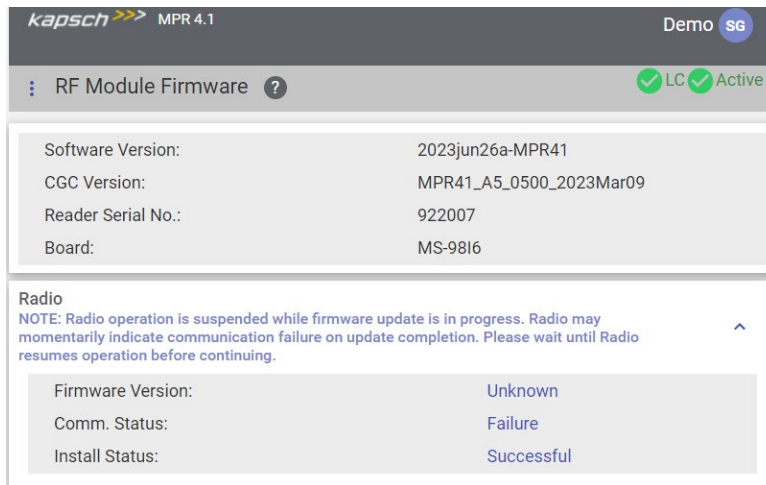 kapsch >>> MPR 4.1
Demo SG
RF Module Firmware ?
LC Active
Software Version: 2023jun26a-MPR41
CGC Version: MPR41_A5_0500_2023Mar09
Reader Serial No.: 922007
Board: MS-98I6
Radio
NOTE: Radio operation is suspended while firmware update is in progress. Radio may
momentarily indicate communication failure on update completion. Please wait until Radio
resumes operation before continuing.
Firmware Version: Unknown
Comm. Status: Failure
Install Status: Successful